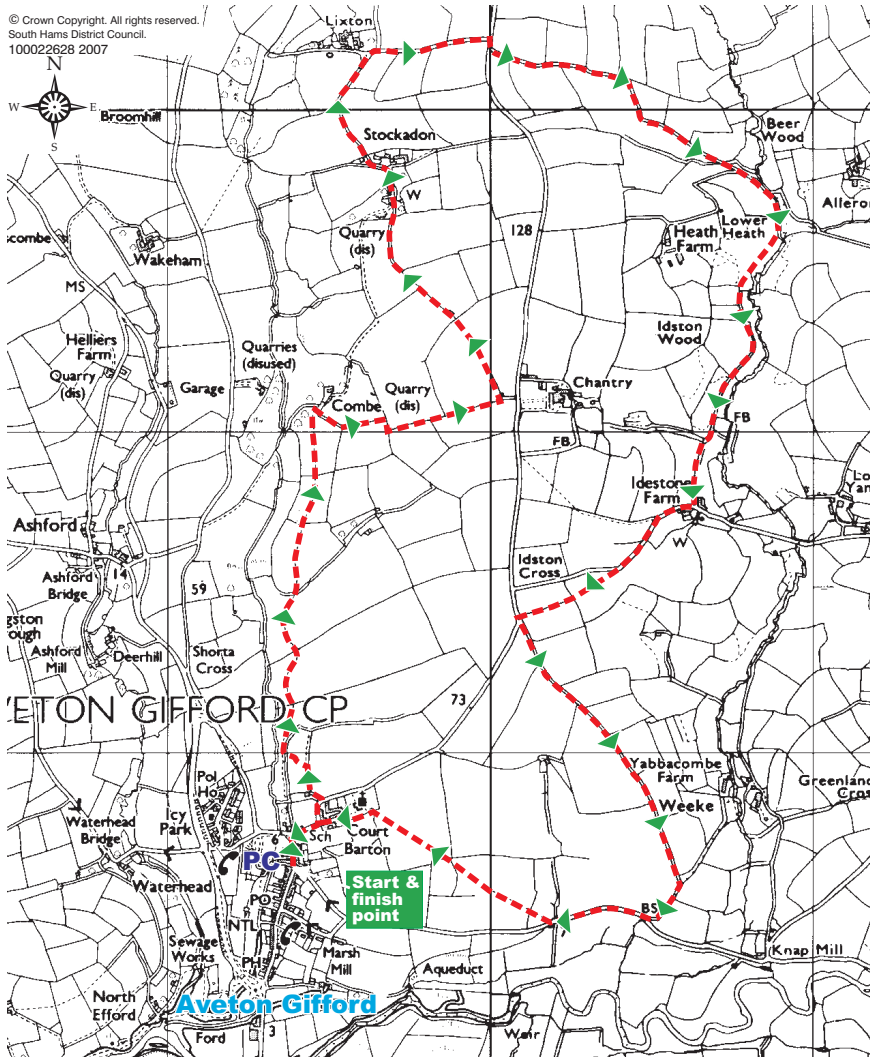 © Crown Copyright. All rights reserved.
South Hams District Council.
100022628 2007
N
W
E
S
Lixton
Broomhill
Stockadon
Beer
Wood
W
Quarry
(dis)
128
Heath
Farm
Lower
Heath
Alleron
scombe
Wakeham
MS
Idston
Wood
Helliers
Farm
Quarry
(dis)
Quarries
(disused)
Garage
Combe
Quarry
(dis)
Chantry
FB
FB
Idestone
Farm
Lo
Yan
W
Ashford
Ashford
Bridge
14
59
Idston
Cross
ngston
rough
Ashford
Mill
Deerhill
Shorta
Cross
VETON GIFFORD CP
73
Yabbacombe
Farm
Greenland
Cross
Weeke
Pol
Ho
Icy
Park
Waterhead
Bridge
6
Sch
Court
Barton
PC
Waterhead
Start &
finish
point
BS
PO
NTL
Knap Mill
Sewage
Works
PH
Marsh
Mill
Aqueduct
North
Efford
Aveton Gifford
Ford
3
Weir